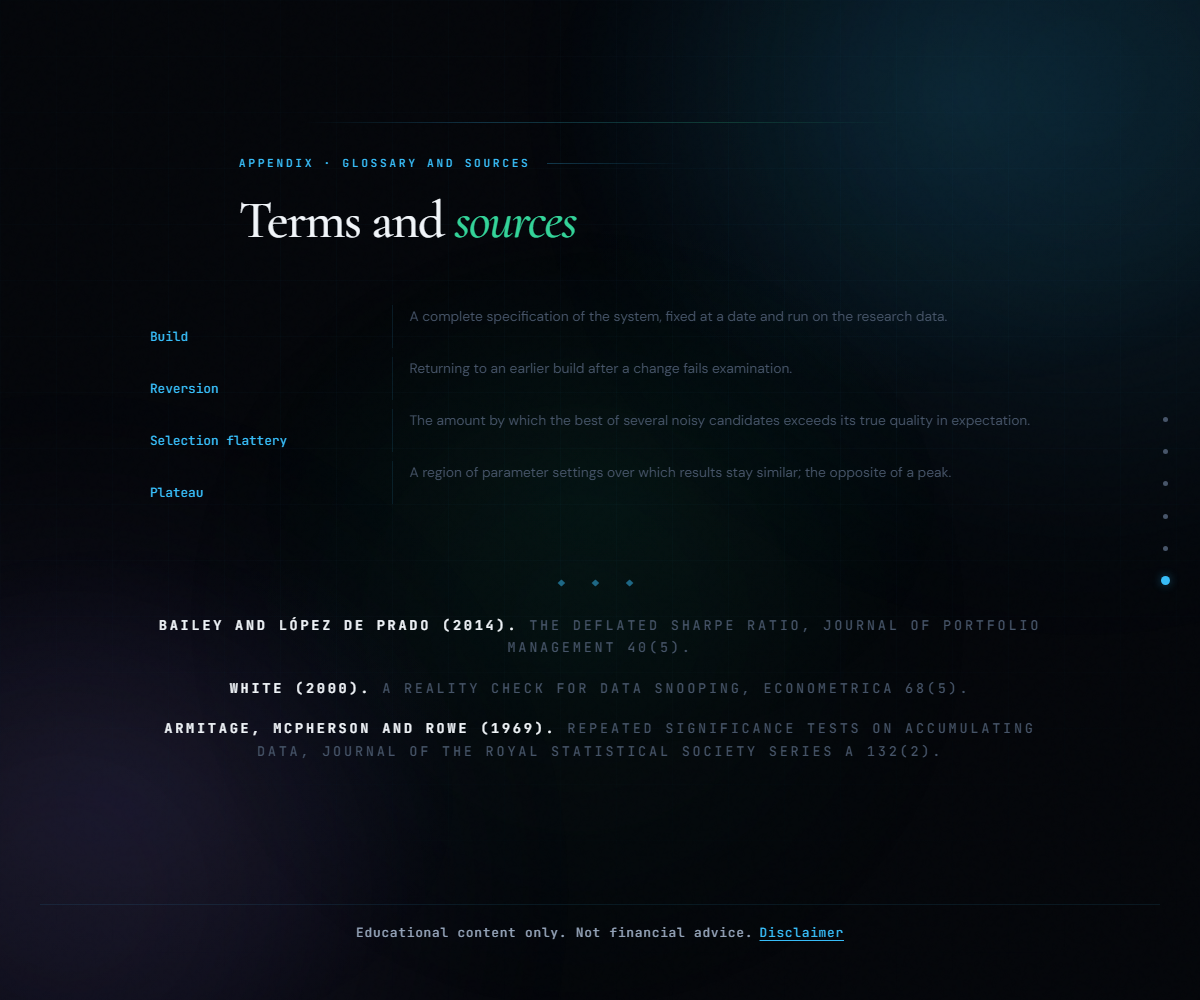 APPENDIX · GLOSSARY AND SOURCES
Terms and sources
Build
A complete specification of the system, fixed at a date and run on the research data.
Reversion
Returning to an earlier build after a change fails examination.
Selection flattery
The amount by which the best of several noisy candidates exceeds its true quality in expectation.
Plateau
A region of parameter settings over which results stay similar; the opposite of a peak.
BAILEY AND LÓPEZ DE PRADO (2014). THE DEFLATED SHARPE RATIO, JOURNAL OF PORTFOLIO
MANAGEMENT 40(5).
WHITE (2000). A REALITY CHECK FOR DATA SNOOPING, ECONOMETRICA 68(5).
ARMITAGE, MCPHERSON AND ROWE (1969). REPEATED SIGNIFICANCE TESTS ON ACCUMULATING
DATA, JOURNAL OF THE ROYAL STATISTICAL SOCIETY SERIES A 132(2).
Educational content only. Not financial advice. Disclaimer